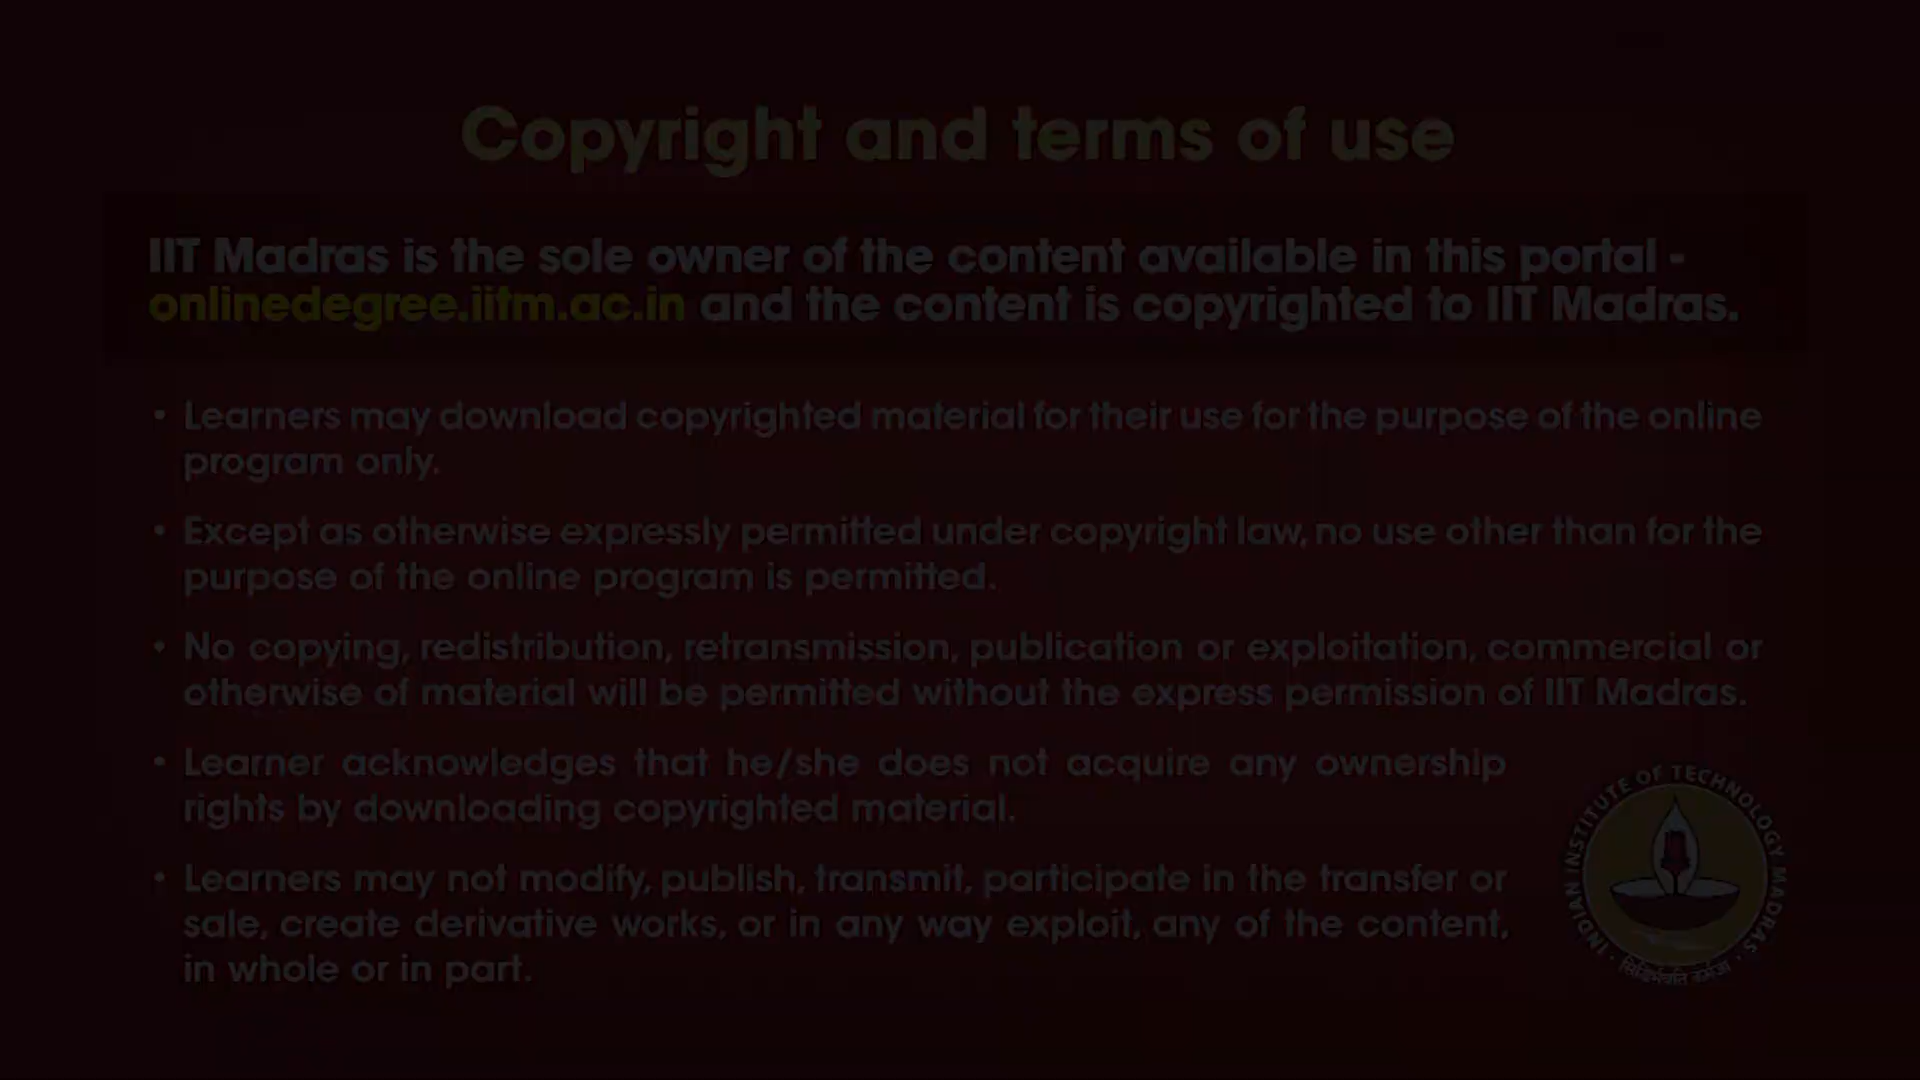 Copyright and terms of use
IIT Madras is the sole owner of the content available in this portal -
onlinedegree.iitm.ac.in and the content is copyrighted to IIT Madras.
• Learners may download copyrighted material for their use for the purpose of the online
program only.
• Except as otherwise expressly permitted under copyright law, no use other than for the
purpose of the online program is permitted.
• No copying, redistribution, retransmission, publication or exploitation, commercial or
otherwise of material will be permitted without the express permission of IIT Madras.
• Learner acknowledges that he/she does not acquire any ownership
rights by downloading copyrighted material.
• Learners may not modify, publish, transmit, participate in the transfer or
sale, create derivative works, or in any way exploit, any of the content,
in whole or in part.
INDIAN INSTITUTE OF TECHNOLOGY MADRAS